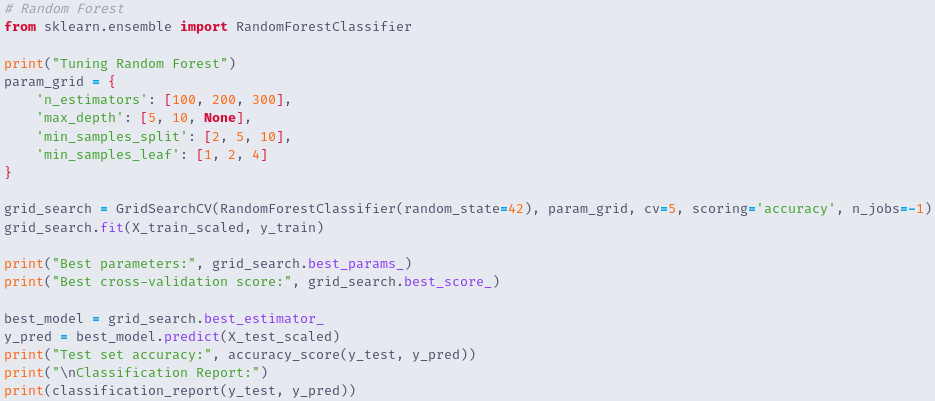 # Random Forest
from sklearn.ensemble import RandomForestClassifier
print("Tuning Random Forest")
param_grid = {
    'n_estimators': [100, 200, 300],
    'max_depth': [5, 10, None],
    'min_samples_split': [2, 5, 10],
    'min_samples_leaf': [1, 2, 4]
}
grid_search = GridSearchCV(RandomForestClassifier(random_state=42), param_grid, cv=5, scoring='accuracy', n_jobs=-1)
grid_search.fit(X_train_scaled, y_train)
print("Best parameters:", grid_search.best_params_)
print("Best cross-validation score:", grid_search.best_score_)
best_model = grid_search.best_estimator_
y_pred = best_model.predict(X_test_scaled)
print("Test set accuracy:", accuracy_score(y_test, y_pred))
print("\nClassification Report:")
print(classification_report(y_test, y_pred))